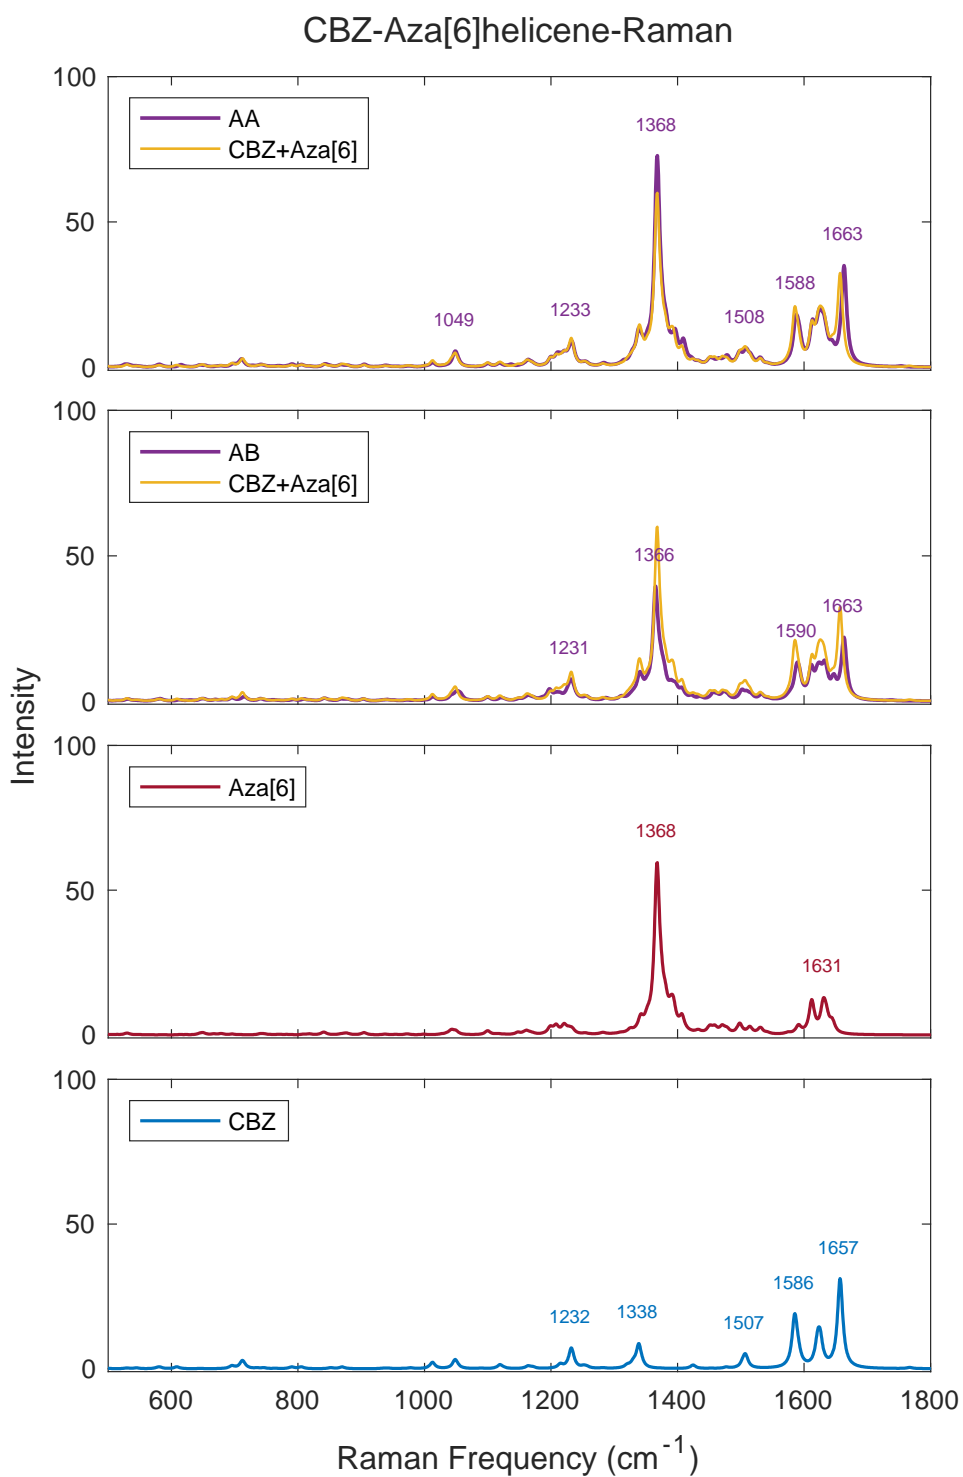 CBZ-Aza[6]helicene-Raman
100
AA
CBZ+Aza[6]
1368
1663
50
1588
1049
1233
1508
0
100
AB
CBZ+Aza[6]
50
1366
1663
1590
1231
0
Intensity
100
Aza[6]
1368
50
1631
0
100
CBZ
50
1657
1586
1232
1338
1507
0
600 800 1000 1200 1400 1600 1800
Raman Frequency (cm⁻¹)